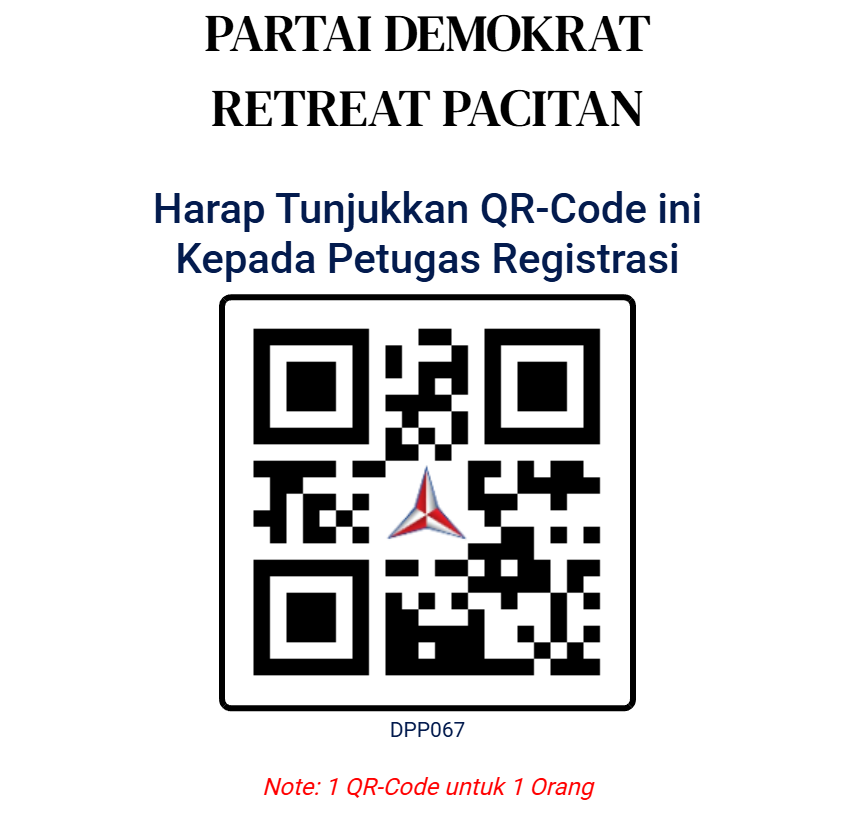 PARTAI DEMOKRAT
RETREAT PACITAN
Harap Tunjukkan QR-Code ini
Kepada Petugas Registrasi
DPP067
Note: 1 QR-Code untuk 1 Orang